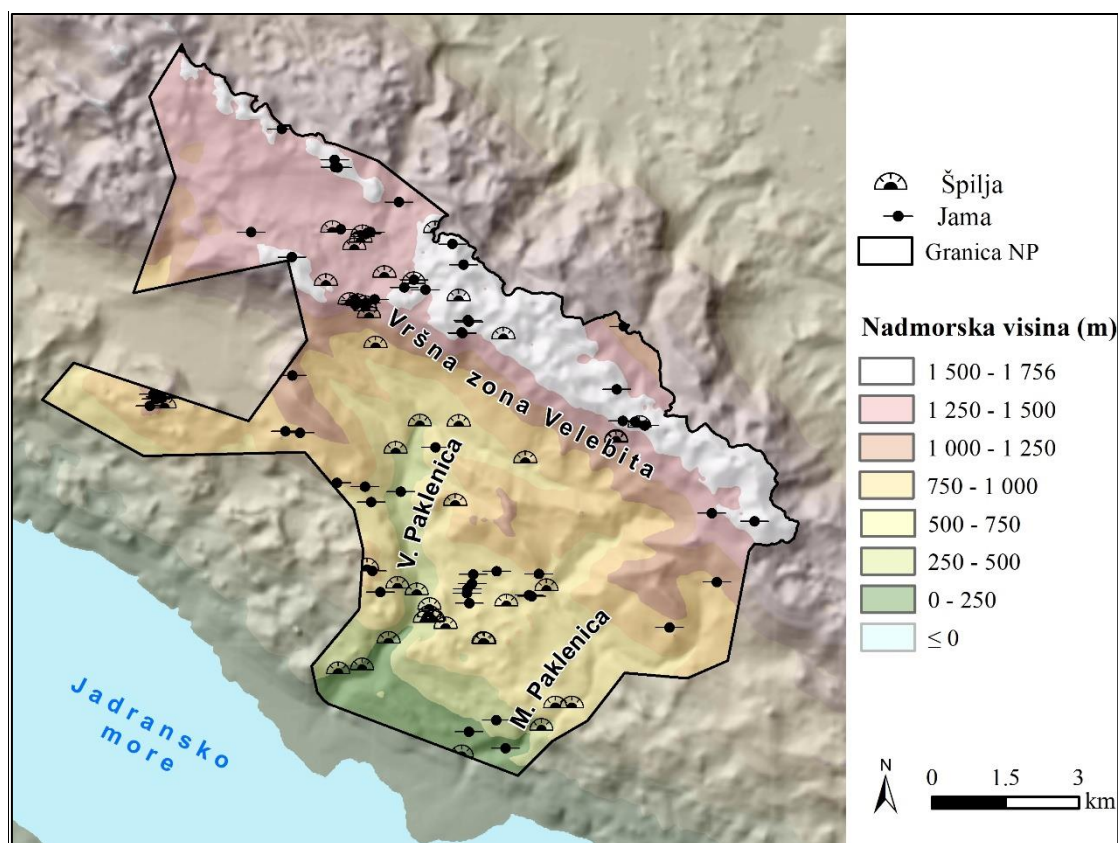 Vršna zona Velebita
V. Paklenica
M. Paklenica
Jadransko
more
Špilja
Jama
Granica NP
Nadmorska visina (m)
1 500 - 1 756
1 250 - 1 500
1 000 - 1 250
750 - 1 000
500 - 750
250 - 500
0 - 250
≤ 0
N
0 1.5 3
km